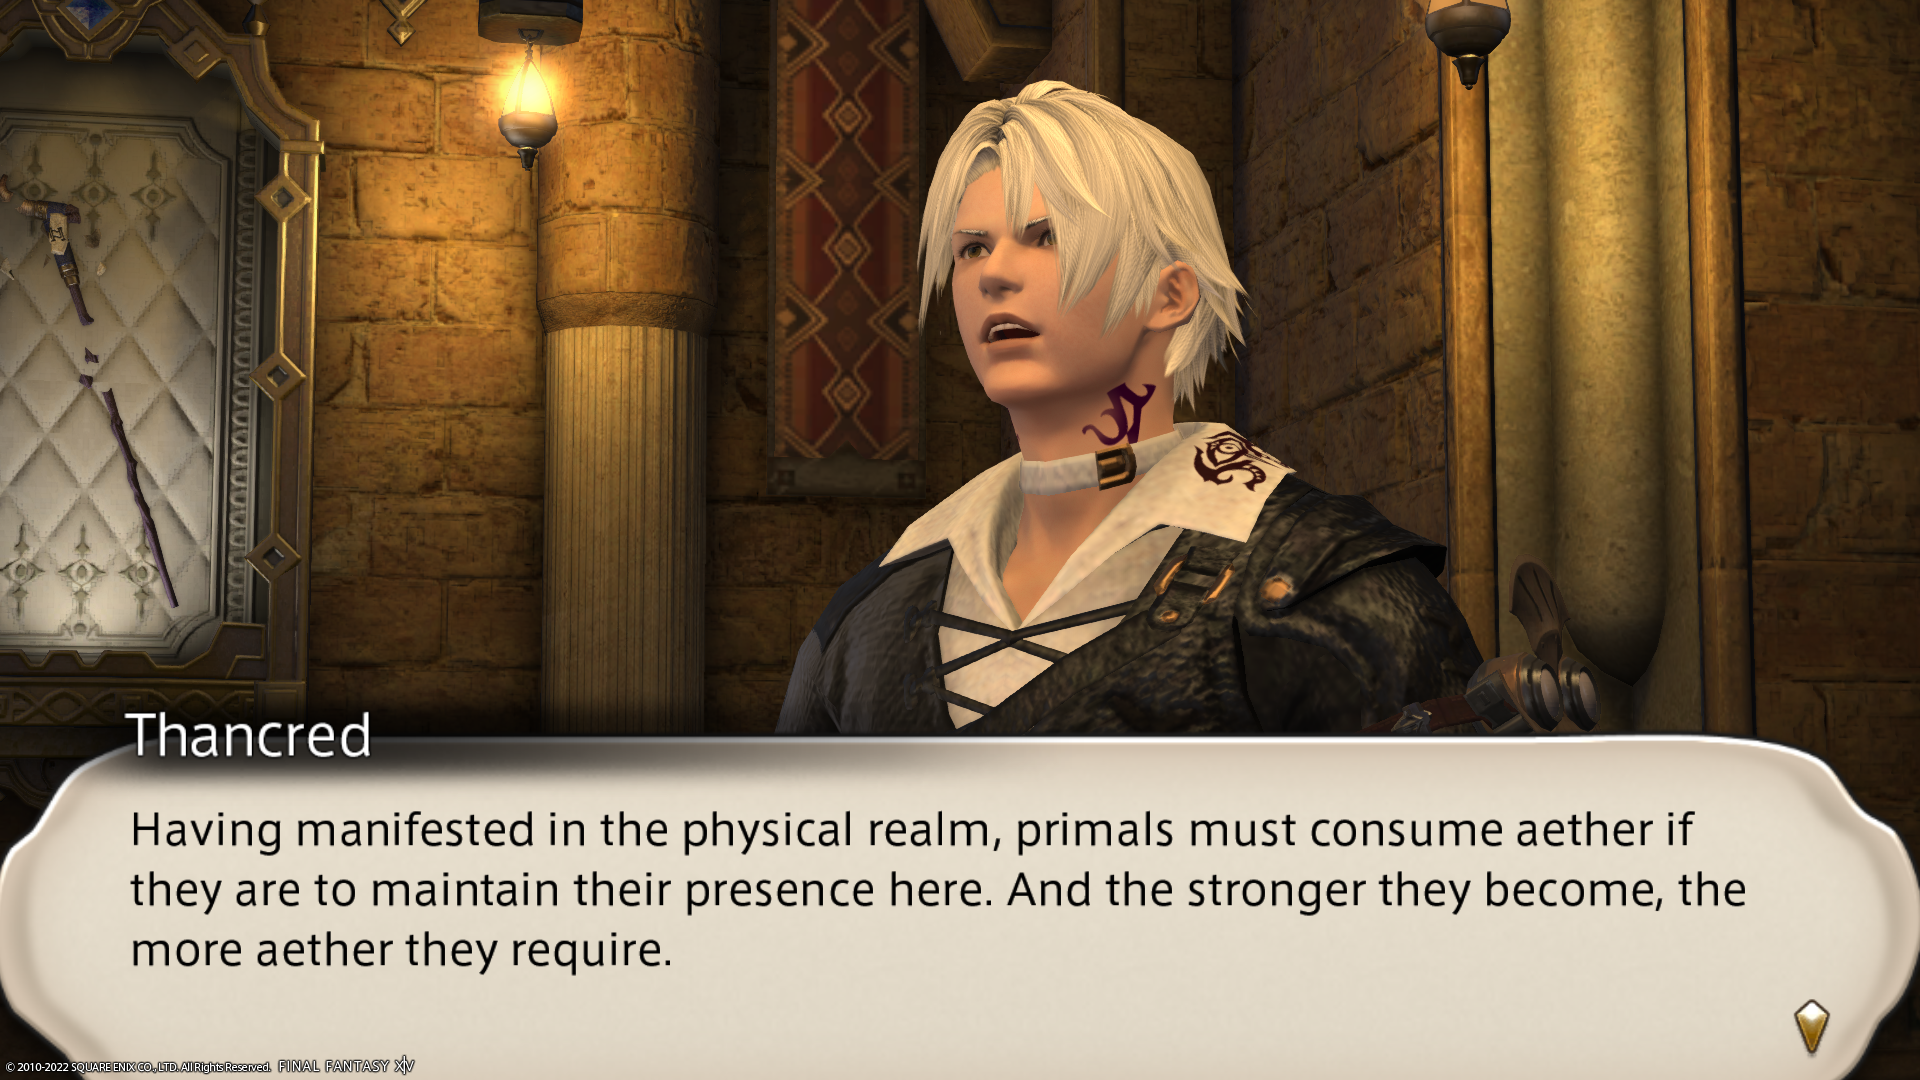 Thancred
Having manifested in the physical realm, primals must consume aether if
they are to maintain their presence here. And the stronger they become, the
more aether they require.
© 2010-2022 SQUARE ENIX CO., LTD. All Rights Reserved. FINAL FANTASY XIV